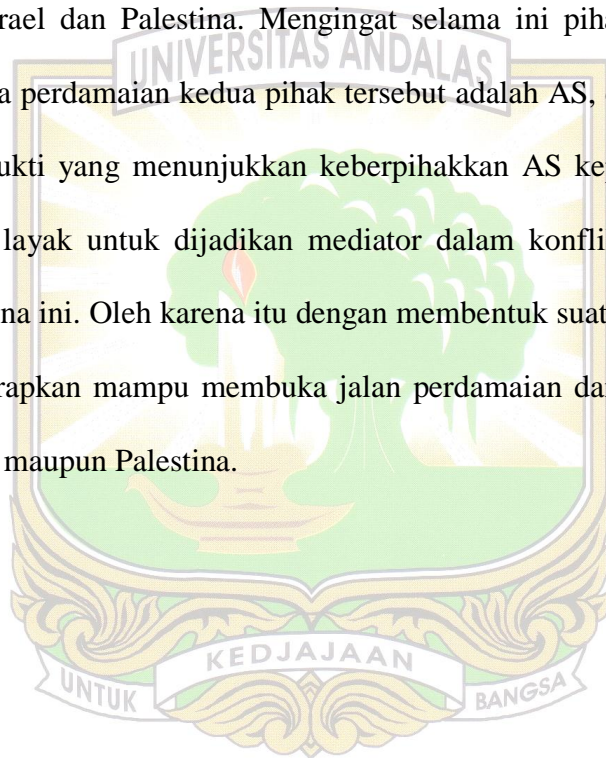 rael dan Palestina. Mengingat selama ini piha
UNIVERSITAS ANDALAS
a perdamaian kedua pihak tersebut adalah AS,
ukti yang menunjukkan keberpihakkan AS kep
layak untuk dijadikan mediator dalam konfli
na ini. Oleh karena itu dengan membentuk suat
rapkan mampu membuka jalan perdamaian dar
maupun Palestina.
KEDJAJAAN
UNTUK
BANGSA